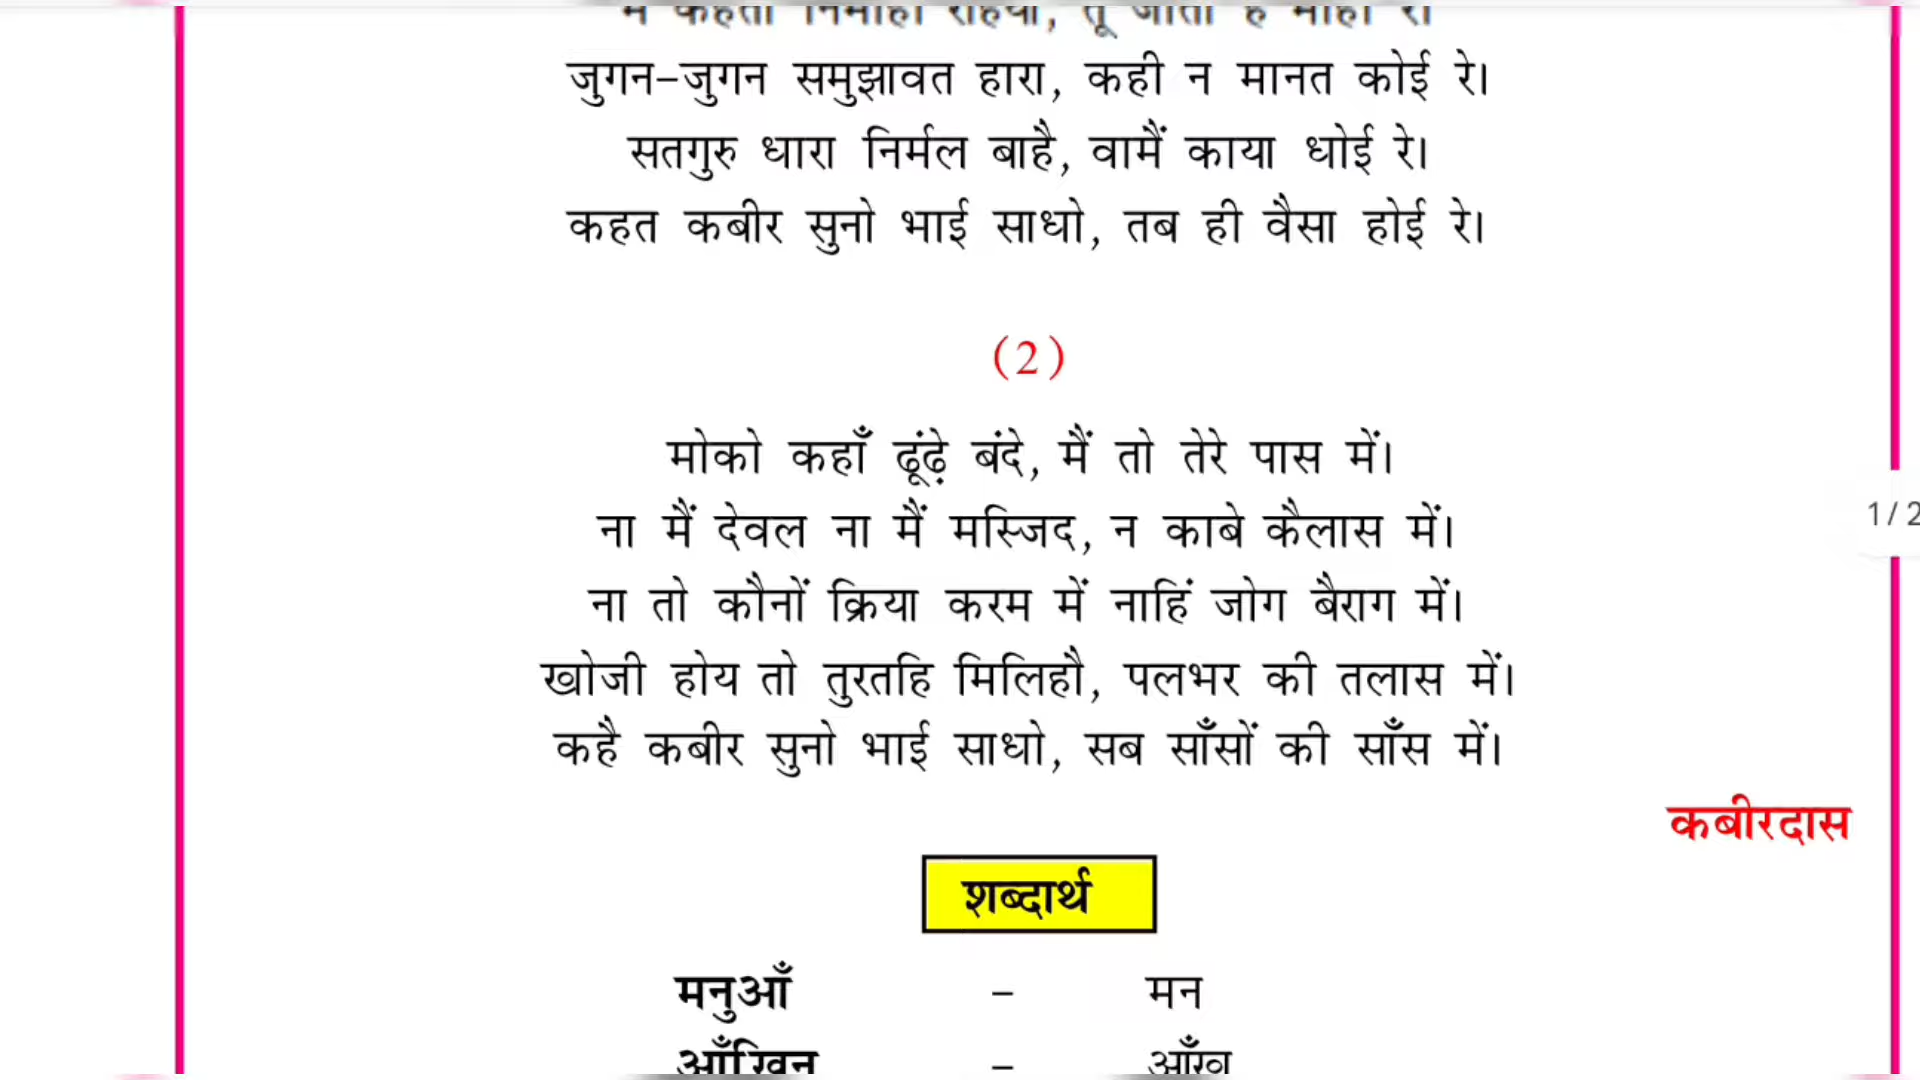 जुगन-जुगन समुझावत हारा, कही न मानत कोई रे।
सतगुरु धारा निर्मल बाहै, वामैं काया धोई रे।
कहत कबीर सुनो भाई साधो, तब ही वैसा होई रे।
(2)
मोको कहाँ ढूंढ़े बंदे, मैं तो तेरे पास में।
ना मैं देवल ना मैं मस्जिद, न काबे कैलास में।
ना तो कौनों क्रिया करम में नाहिं जोग बैराग में।
1/2
खोजी होय तो तुरतहि मिलिहौ, पलभर की तलास में।
कहै कबीर सुनो भाई साधो, सब साँसों की साँस में।
कबीरदास
शब्दार्थ
मनुआँ – मन
आँखिन – आँख